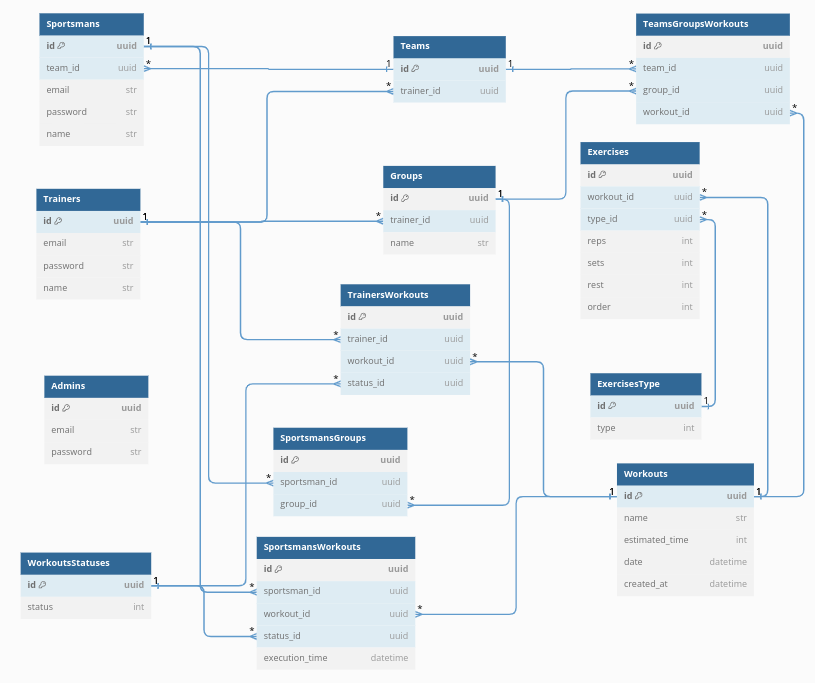 Sportsmans
id uuid 1
team_id uuid *
email str
password str
name str
Teams
1 id uuid 1
* trainer_id uuid
TeamsGroupsWorkouts
id uuid
* team_id uuid
* group_id uuid
workout_id uuid *
Exercises
id uuid
workout_id uuid *
type_id uuid *
reps int
sets int
rest int
order int
Trainers
id uuid 1
email str
password str
name str
Groups
id uuid 1
* trainer_id uuid
name str
TrainersWorkouts
id uuid
* trainer_id uuid
workout_id uuid *
* status_id uuid
Admins
id uuid
email str
password str
ExercisesType
id uuid 1
type int
SportsmansGroups
id uuid
* sportsman_id uuid
group_id uuid *
Workouts
1 id uuid 1
name str
estimated_time int
date datetime
created_at datetime
WorkoutsStatuses
id uuid 1
status int
SportsmansWorkouts
id uuid
* sportsman_id uuid
workout_id uuid *
* status_id uuid
execution_time datetime